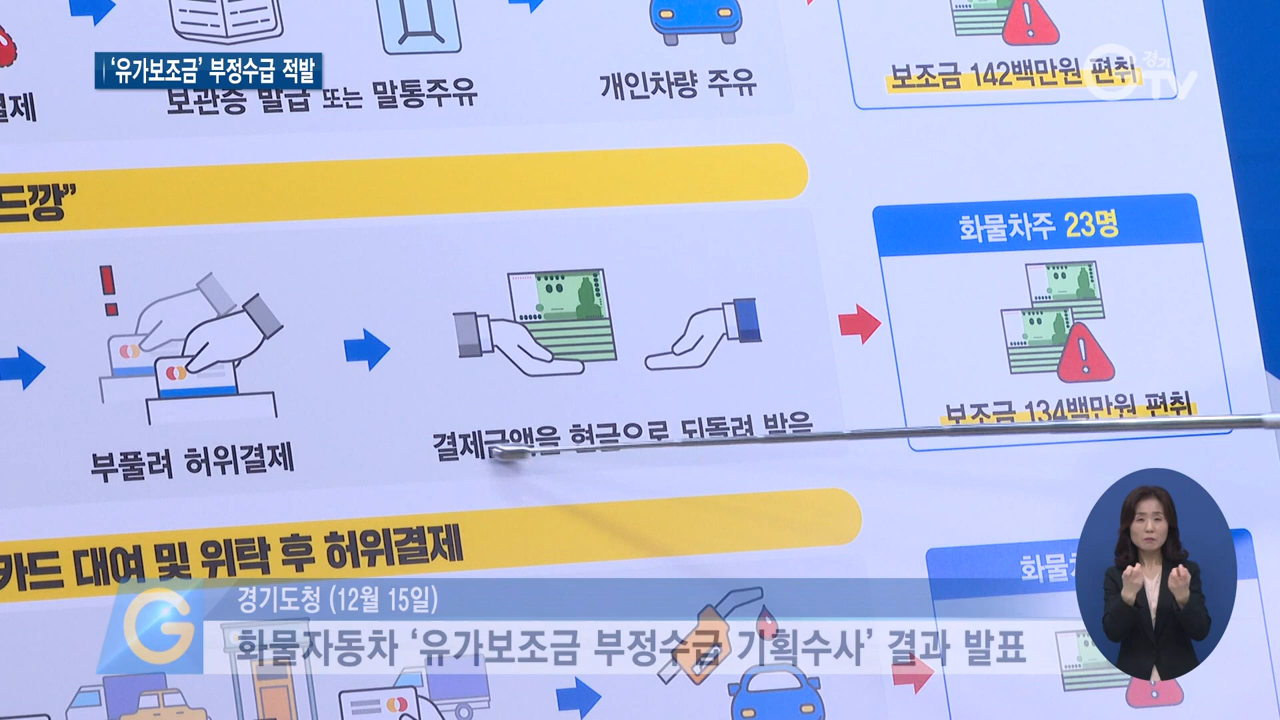 ‘유가보조금’ 부정수급 적발
경기
GTV
결제
보관증 발급 또는 말통주유
개인차량 주유
보조금 142백만원 편취
드깡”
화물차주 23명
부풀려 허위결제
결제금액을 현금으로 되돌려 받음
보조금 134백만원 편취
카드 대여 및 위탁 후 허위결제
G
경기도청 (12월 15일)
화물자동차 ‘유가보조금 부정수급 기획수사’ 결과 발표